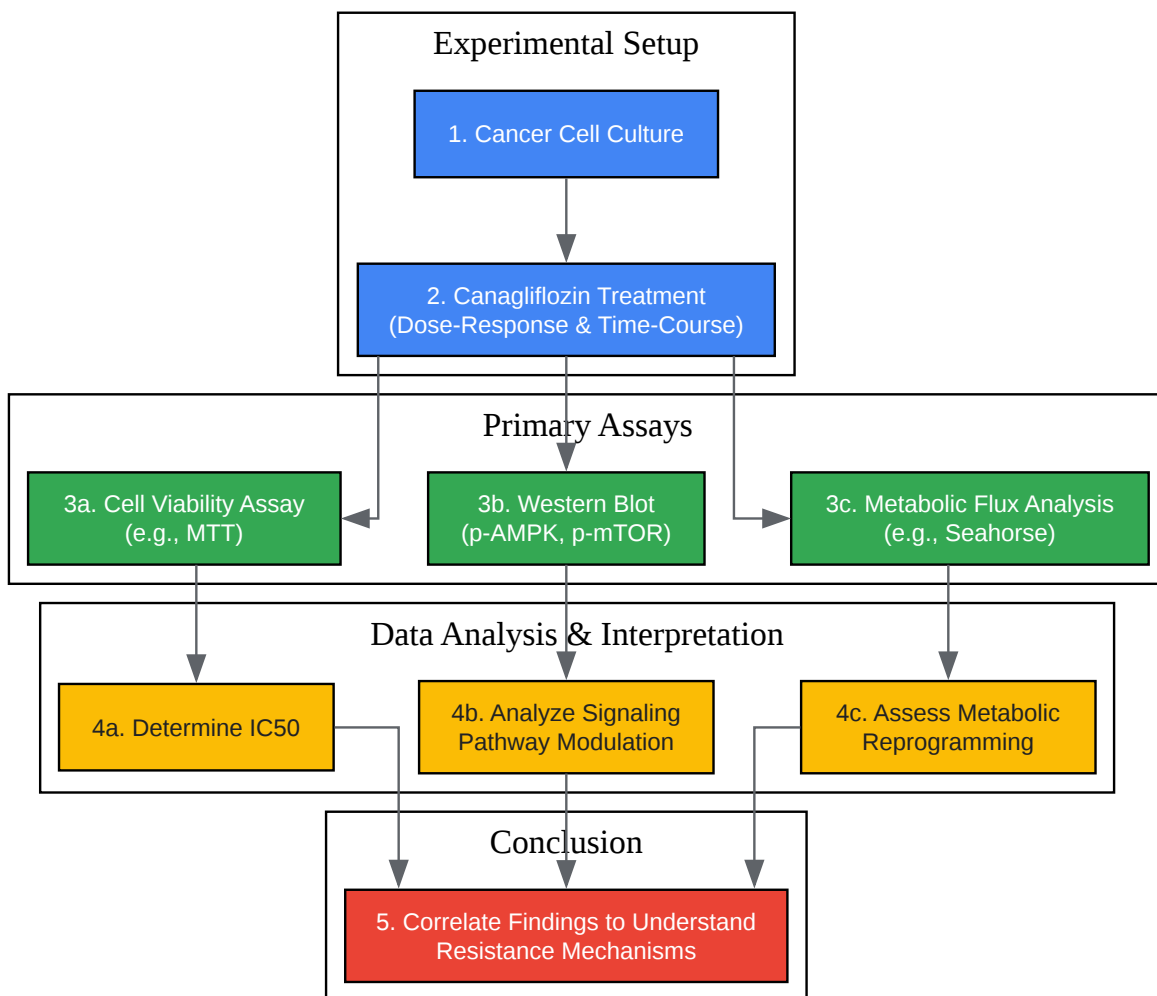 Experimental Setup
1. Cancer Cell Culture
2. Canagliflozin Treatment
(Dose-Response & Time-Course)
Primary Assays
3a. Cell Viability Assay
(e.g., MTT)
3b. Western Blot
(p-AMPK, p-mTOR)
3c. Metabolic Flux Analysis
(e.g., Seahorse)
Data Analysis & Interpretation
4a. Determine IC50
4b. Analyze Signaling
Pathway Modulation
4c. Assess Metabolic
Reprogramming
Conclusion
5. Correlate Findings to Understand
Resistance Mechanisms